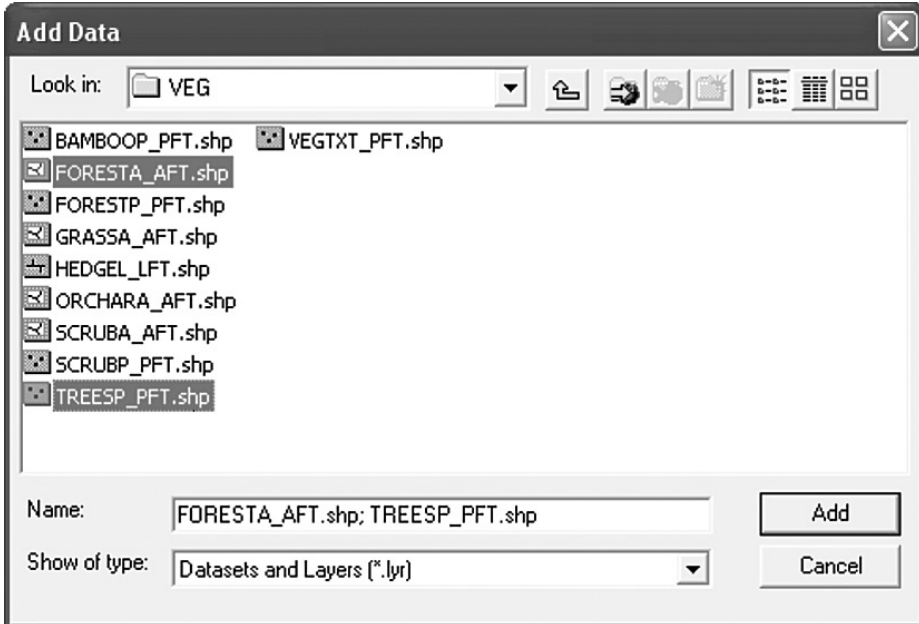 Add Data
Look in: VEG
BAMBOOP_PFT.shp VEGTXT_PFT.shp
FORESTA_AFT.shp
FORESTP_PFT.shp
GRASSA_AFT.shp
HEDGEL_LFT.shp
ORCHARA_AFT.shp
SCRUBA_AFT.shp
SCRUBP_PFT.shp
TREESP_PFT.shp
Name: FORESTA_AFT.shp; TREESP_PFT.shp Add
Show of type: Datasets and Layers (*.lyr) Cancel